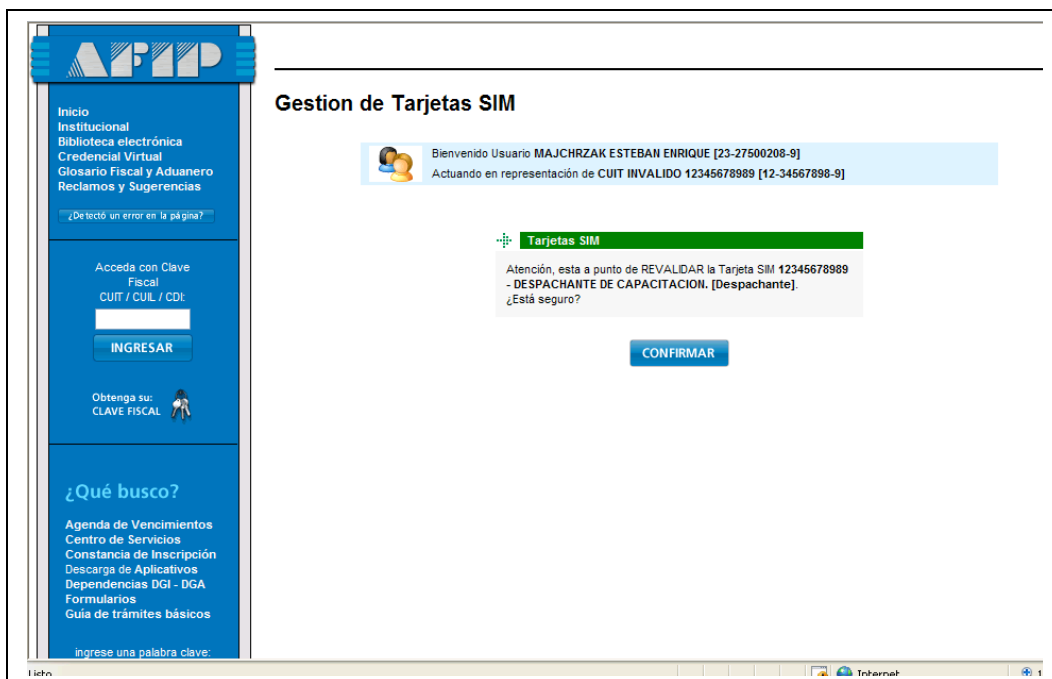 AFIP
Inicio
Institucional
Biblioteca electrónica
Credencial Virtual
Glosario Fiscal y Aduanero
Reclamos y Sugerencias
¿Detectó un error en la página?
Acceda con Clave
Fiscal
CUIT / CUIL / CDI:
INGRESAR
Obtenga su:
CLAVE FISCAL
¿Qué busco?
Agenda de Vencimientos
Centro de Servicios
Constancia de Inscripción
Descarga de Aplicativos
Dependencias DGI - DGA
Formularios
Guía de trámites básicos
ingrese una palabra clave:
Gestion de Tarjetas SIM
Bienvenido Usuario MAJCHRZAK ESTEBAN ENRIQUE [23-27500208-9]
Actuando en representación de CUIT INVALIDO 12345678989 [12-34567898-9]
Tarjetas SIM
Atención, esta a punto de REVALIDAR la Tarjeta SIM 12345678989
- DESPACHANTE DE CAPACITACION. [Despachante].
¿Está seguro?
CONFIRMAR
Listo
Internet
1